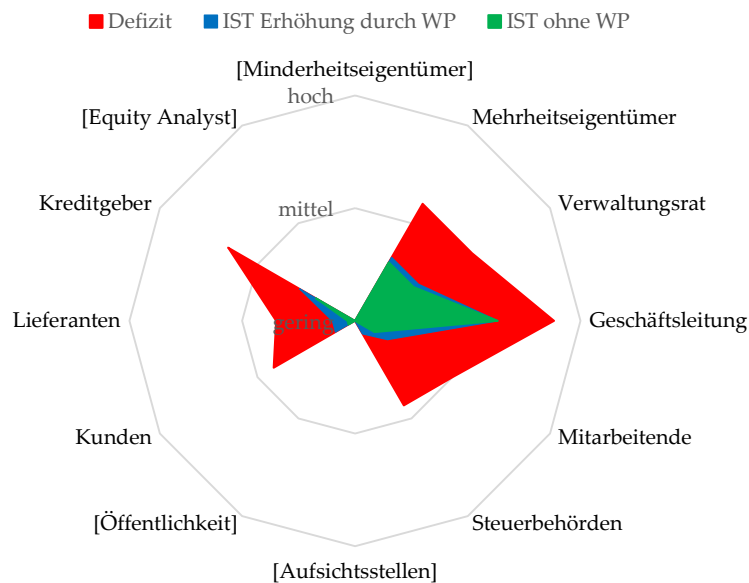 Defizit IST Erhöhung durch WP IST ohne WP
[Minderheitseigentümer]
hoch
[Equity Analyst] Mehrheitseigentümer
Kreditgeber Verwaltungsrat
mittel
Lieferanten gering Geschäftsleitung
Kunden Mitarbeitende
[Öffentlichkeit] Steuerbehörden
[Aufsichtsstellen]